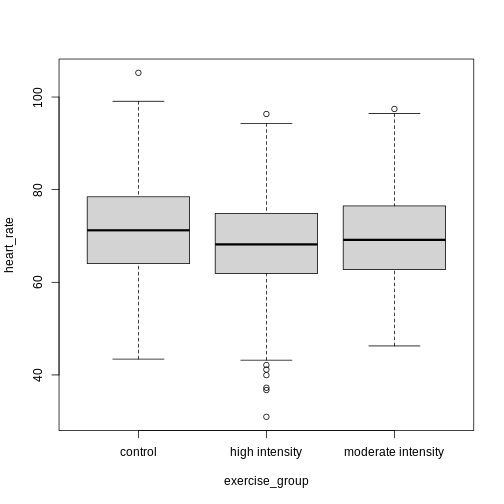 100
80
60
40
heart_rate
control
high intensity
moderate intensity
exercise_group